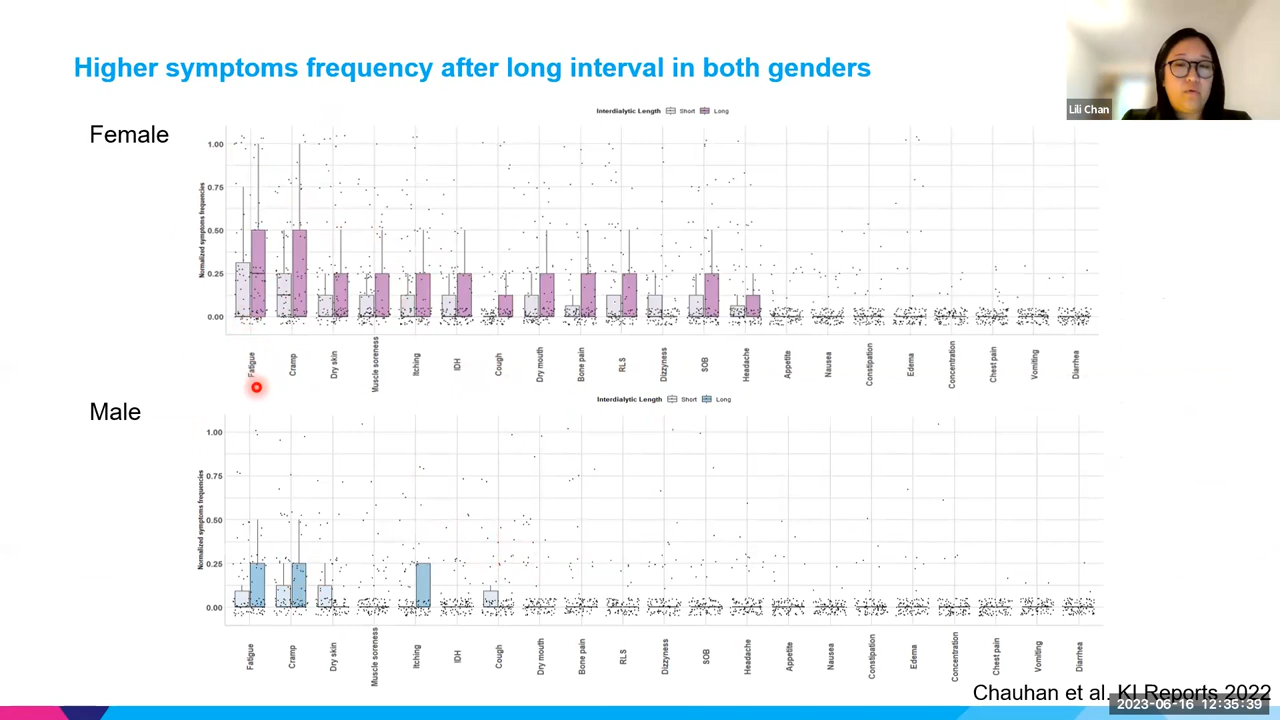 Higher symptoms frequency after long interval in both genders
Lili Chan
Female
Interdialytic Length Short Long
Normalized symptoms frequencies
1.00
0.75
0.50
0.25
0.00
Fatigue
Cramp
Dry skin
Muscle soreness
Itching
IDH
Cough
Dry mouth
Bone pain
RLS
Dizzyness
SOB
Headache
Appetite
Nausea
Constipation
Edema
Concentration
Chest pain
Vomiting
Diarrhea
Male
Interdialytic Length Short Long
Normalized symptoms frequencies
1.00
0.75
0.50
0.25
0.00
Fatigue
Cramp
Dry skin
Muscle soreness
Itching
IDH
Cough
Dry mouth
Bone pain
RLS
Dizzyness
SOB
Headache
Appetite
Nausea
Constipation
Edema
Concentration
Chest pain
Vomiting
Diarrhea
Chauhan et al. KI Reports 2022
2023-06-16 12:35:39